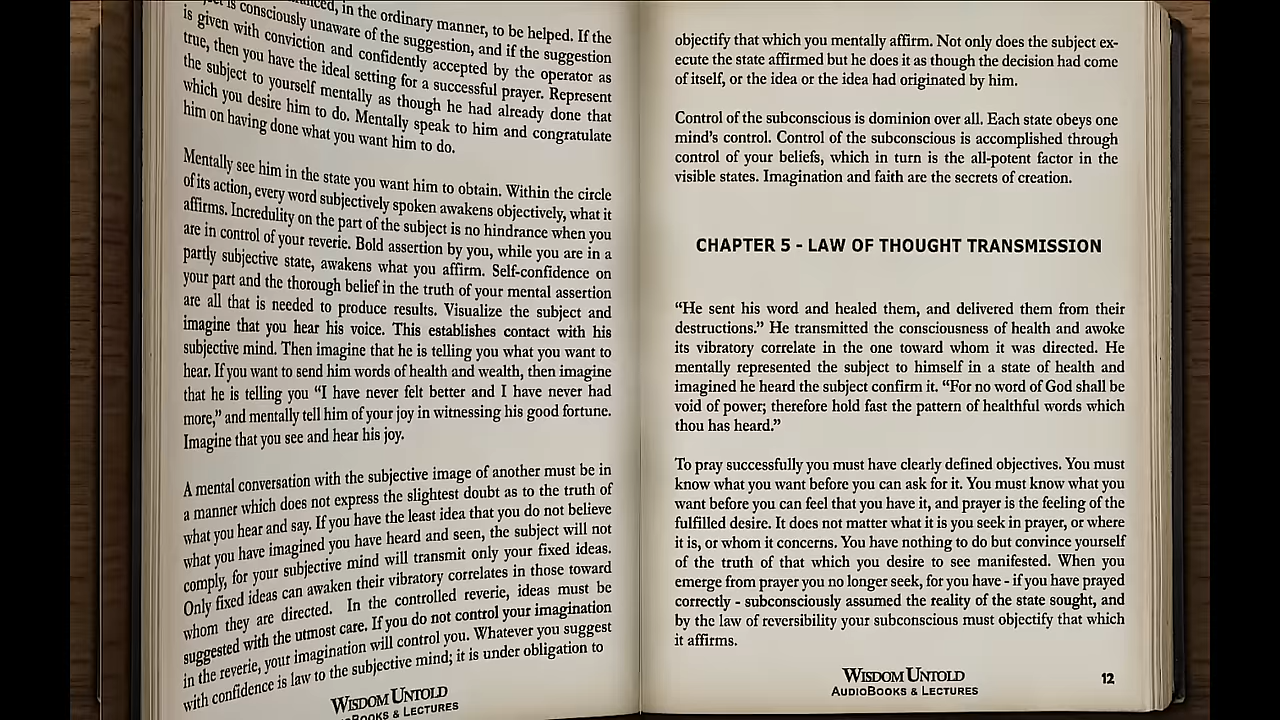 in the ordinary manner, to be helped. If the
is consciously unaware of the suggestion, and if the suggestion
is given with conviction and confidently accepted by the operator as
true, then you have the ideal setting for a successful prayer. Represent
the subject to yourself mentally as though he had already done that
which you desire him to do. Mentally speak to him and congratulate
him on having done what you want him to do.
Mentally see him in the state you want him to obtain. Within the circle
of its action, every word subjectively spoken awakens objectively, what it
affirms. Incredulity on the part of the subject is no hindrance when you
are in control of your reverie. Bold assertion by you, while you are in a
partly subjective state, awakens what you affirm. Self-confidence on
your part and the thorough belief in the truth of your mental assertion
are all that is needed to produce results. Visualize the subject and
imagine that you hear his voice. This establishes contact with his
subjective mind. Then imagine that he is telling you what you want to
hear. If you want to send him words of health and wealth, then imagine
that he is telling you “I have never felt better and I have never had
more,” and mentally tell him of your joy in witnessing his good fortune.
Imagine that you see and hear his joy.
A mental conversation with the subjective image of another must be in
a manner which does not express the slightest doubt as to the truth of
what you hear and say. If you have the least idea that you do not believe
what you have imagined you have heard and seen, the subject will not
comply, for your subjective mind will transmit only your fixed ideas.
Only fixed ideas can awaken their vibratory correlates in those toward
whom they are directed. In the controlled reverie, ideas must be
suggested with the utmost care. If you do not control your imagination
in the reverie, your imagination will control you. Whatever you suggest
with confidence is law to the subjective mind; it is under obligation to
WISDOM UNTOLD
& LECTURES
objectify that which you mentally affirm. Not only does the subject ex-
ecute the state affirmed but he does it as though the decision had come
of itself, or the idea or the idea had originated by him.
Control of the subconscious is dominion over all. Each state obeys one
mind’s control. Control of the subconscious is accomplished through
control of your beliefs, which in turn is the all-potent factor in the
visible states. Imagination and faith are the secrets of creation.
CHAPTER 5 - LAW OF THOUGHT TRANSMISSION
“He sent his word and healed them, and delivered them from their
destructions.” He transmitted the consciousness of health and awoke
its vibratory correlate in the one toward whom it was directed. He
mentally represented the subject to himself in a state of health and
imagined he heard the subject confirm it. “For no word of God shall be
void of power; therefore hold fast the pattern of healthful words which
thou has heard.”
To pray successfully you must have clearly defined objectives. You must
know what you want before you can ask for it. You must know what you
want before you can feel that you have it, and prayer is the feeling of the
fulfilled desire. It does not matter what it is you seek in prayer, or where
it is, or whom it concerns. You have nothing to do but convince yourself
of the truth of that which you desire to see manifested. When you
emerge from prayer you no longer seek, for you have - if you have prayed
correctly - subconsciously assumed the reality of the state sought, and
by the law of reversibility your subconscious must objectify that which
it affirms.
WISDOM UNTOLD
AUDIOBOOKS & LECTURES
12